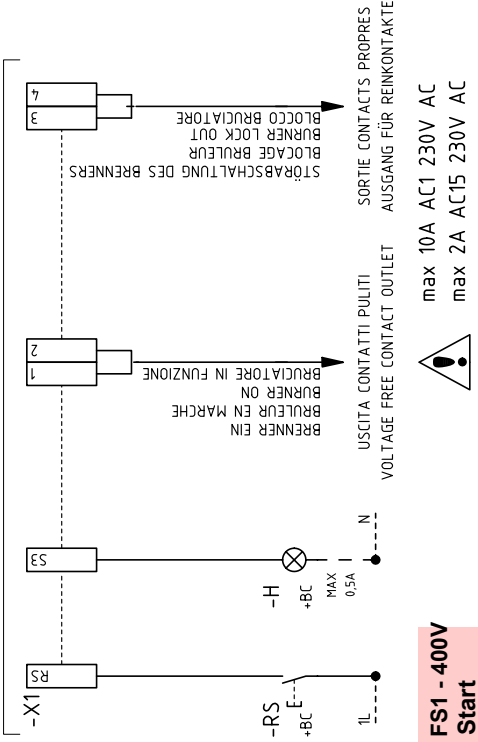 -X1
RS
S3
1
2
3
4
-RS
E
+BC
1L
-H
+BC
MAX
0,5A
N
BRENNER EIN
BRULEUR EN MARCHE
BURNER ON
BRUCIATORE IN FUNZIONE
STÖRABSCHALTUNG DES BRENNERS
BLOCAGE BRULEUR
BURNER LOCK OUT
BLOCCO BRUCIATORE
USCITA CONTATTI PULITI
VOLTAGE FREE CONTACT OUTLET
SORTIE CONTACTS PROPRES
AUSGANG FÜR REINKONTAKTE
max 10A AC1 230V AC
max 2A AC15 230V AC
FS1 - 400V
Start